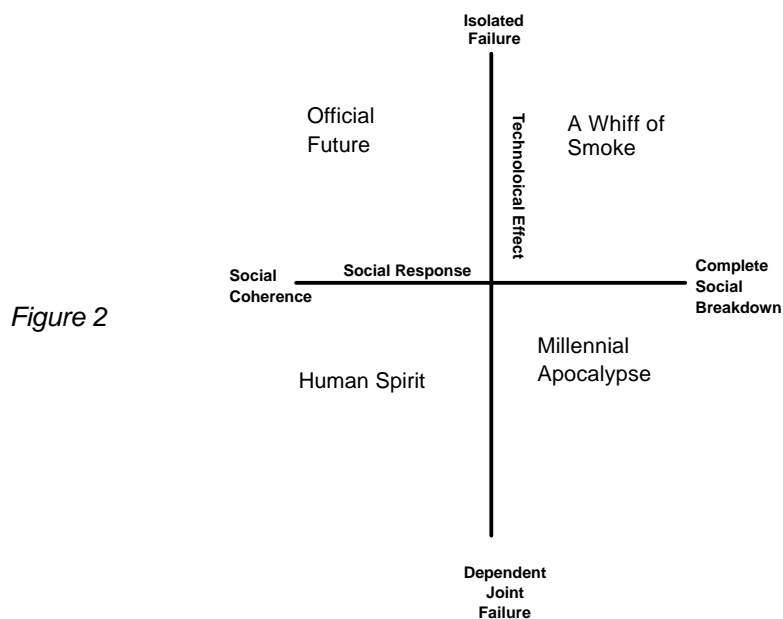 Isolated
Failure
Official
Future
Technoloical Effect
A Whiff of
Smoke
Social
Coherence
Social Response
Complete
Social
Breakdown
Figure 2
Human Spirit
Millennial
Apocalypse
Dependent
Joint
Failure